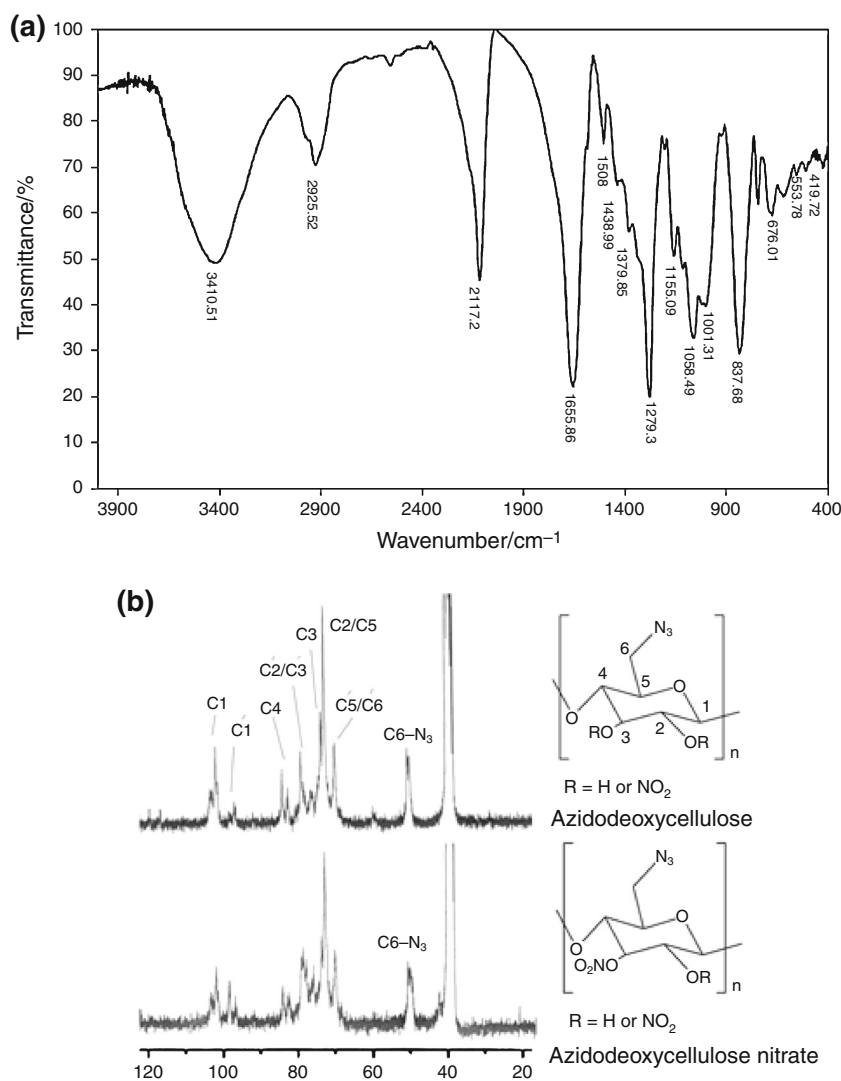 (a)
100
90
80
70
60
50
40
30
20
10
0
Transmittance/%
3410.51
2925.52
2117.2
1655.86
1508
1438.99
1379.85
1279.3
1155.09
1058.49
1001.31
837.68
676.01
553.78
419.72
3900 3400 2900 2400 1900 1400 900 400
Wavenumber/cm⁻¹
(b)
C1
C1′
C4
C2′/C3′
C3
C2/C5
C5′/C6′
C6–N₃
N₃
6
4
5
O
1
O
RO
3
2
OR
n
R = H or NO₂
Azidodeoxycellulose
C6–N₃
N₃
O
O
O₂NO
OR
n
R = H or NO₂
Azidodeoxycellulose nitrate
120 100 80 60 40 20